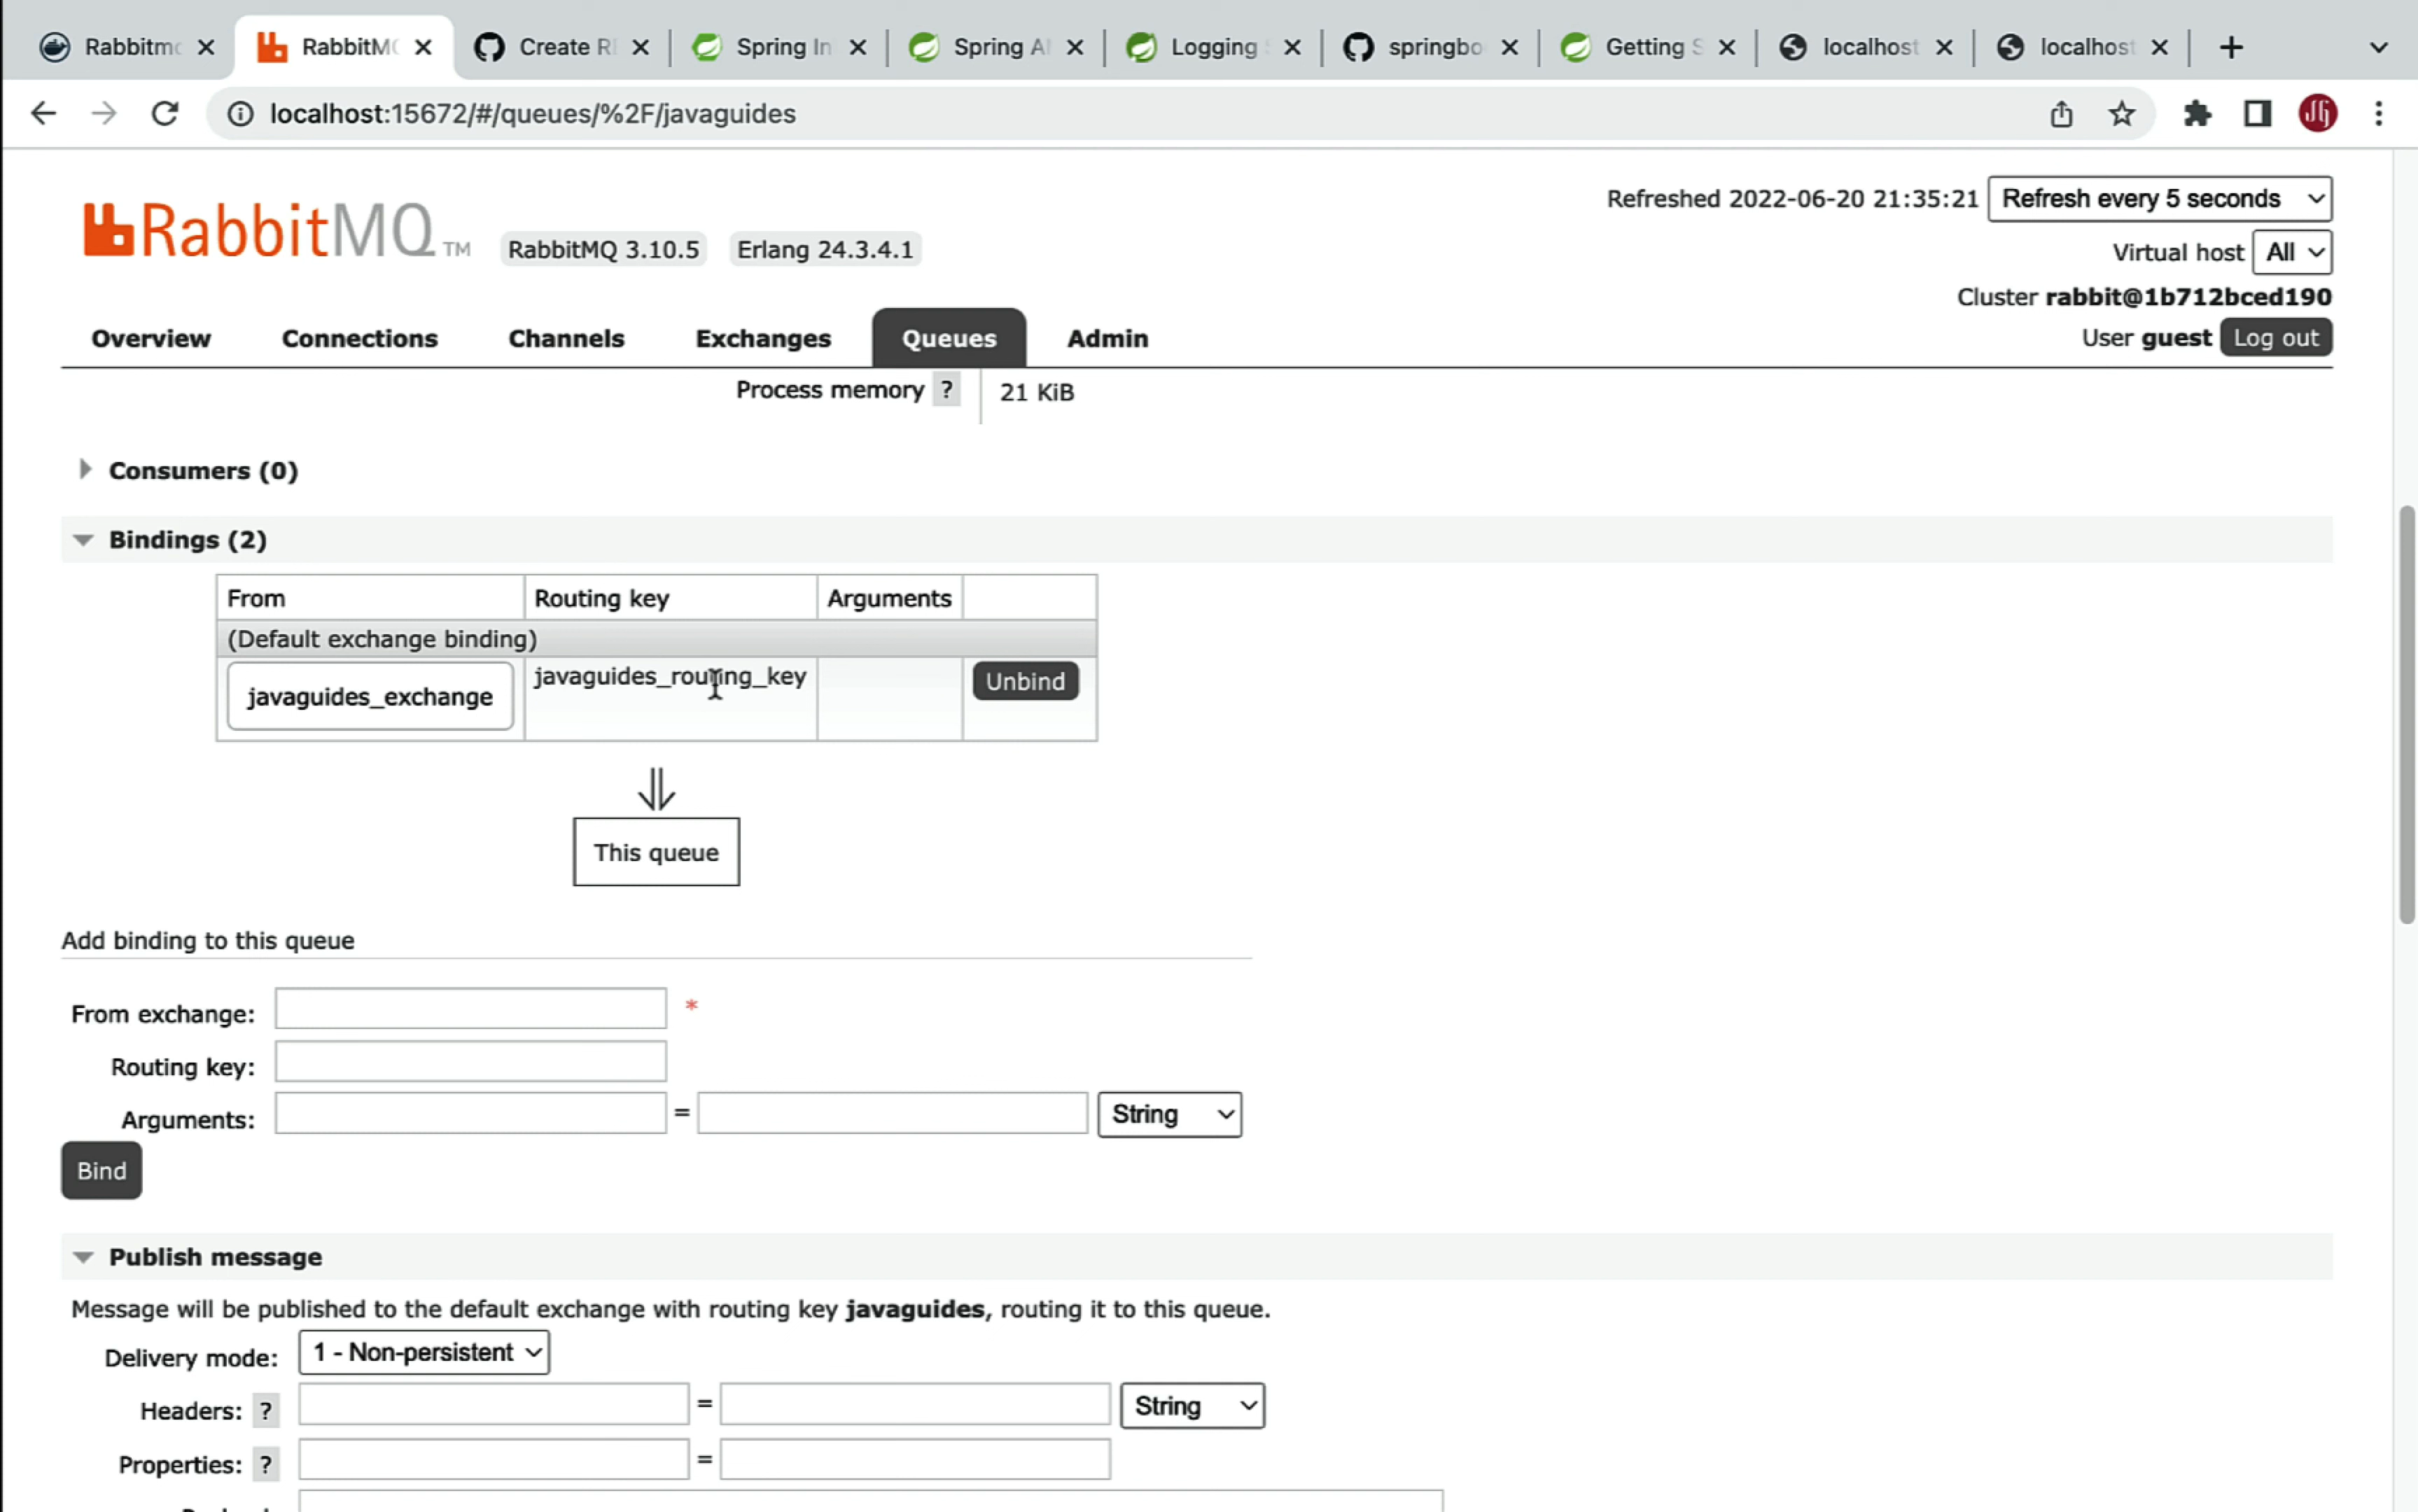 Rabbitmq
RabbitMQ
Create RE
Spring In
Spring AM
Logging S
springbo
Getting S
localhost
localhost
localhost:15672/#/queues/%2F/javaguides
RabbitMQ TM
RabbitMQ 3.10.5
Erlang 24.3.4.1
Refreshed 2022-06-20 21:35:21
Refresh every 5 seconds
Virtual host All
Cluster rabbit@1b712bced190
User guest Log out
Overview Connections Channels Exchanges Queues Admin
Process memory ? 21 KiB
Consumers (0)
Bindings (2)
From Routing key Arguments
(Default exchange binding)
javaguides_exchange javaguides_routing_key Unbind
⇓
This queue
Add binding to this queue
From exchange: *
Routing key:
Arguments: = String
Bind
Publish message
Message will be published to the default exchange with routing key javaguides, routing it to this queue.
Delivery mode: 1 - Non-persistent
Headers: ? = String
Properties: ? =